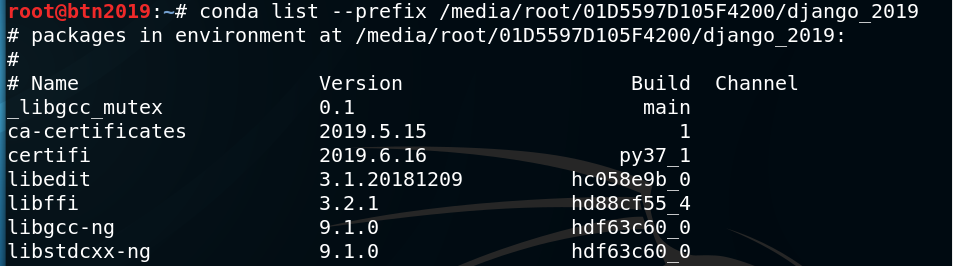 root@btn2019:~# conda list --prefix /media/root/01D5597D105F4200/django_2019
# packages in environment at /media/root/01D5597D105F4200/django_2019:
#
# Name                    Version                   Build  Channel
_libgcc_mutex             0.1                        main
ca-certificates           2019.5.15                     1
certifi                   2019.6.16                py37_1
libedit                   3.1.20181209         hc058e9b_0
libffi                    3.2.1                hd88cf55_4
libgcc-ng                 9.1.0                hdf63c60_0
libstdcxx-ng              9.1.0                hdf63c60_0